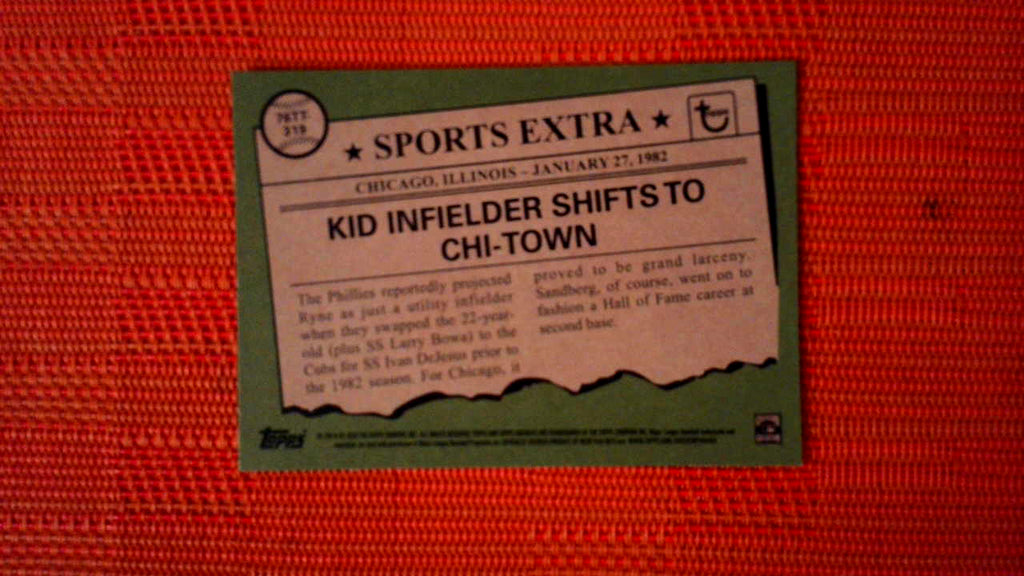 76TT-
319
★ SPORTS EXTRA ★
Topps
CHICAGO, ILLINOIS – JANUARY 27, 1982
KID INFIELDER SHIFTS TO
CHI-TOWN
The Phillies reportedly projected
Ryne as just a utility infielder
when they swapped the 22-year-
old (plus SS Larry Bowa) to the
Cubs for SS Ivan DeJesus prior to
the 1982 season. For Chicago, it
proved to be grand larceny.
Sandberg, of course, went on to
fashion a Hall of Fame career at
second base.
Topps